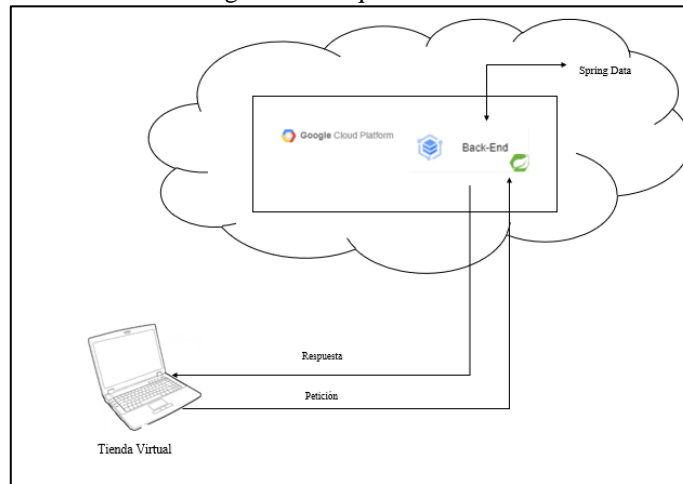 Spring Data
Google Cloud Platform
Back-End
Respuesta
Petición
Tienda Virtual